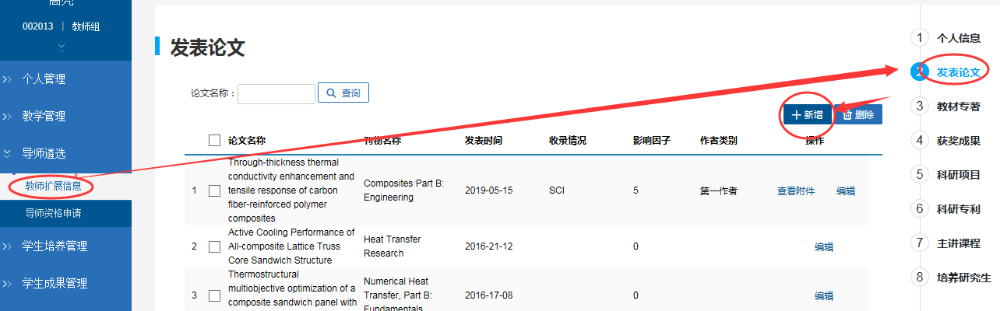 002013 | 教师组
个人管理
教学管理
导师遴选
教师扩展信息
导师资格申请
学生培养管理
学生成果管理
发表论文
论文名称：
查询
新增
删除
论文名称 刊物名称 发表时间 收录情况 影响因子 作者类别 操作
Through-thickness thermal
conductivity enhancement and
tensile response of carbon
fiber-reinforced polymer
composites
1 Composites Part B:
Engineering
2019-05-15 SCI 5 第一作者 查看附件 编辑
Active Cooling Performance of
All-composite Lattice Truss
Core Sandwich Structure
2 Heat Transfer
Research
2016-21-12 0 编辑
Thermostructural
multiobjective optimization of a
composite sandwich panel with
3 Numerical Heat
Transfer, Part B:
Fundamentals
2016-17-08 0 编辑
1 个人信息
2 发表论文
3 教材专著
4 获奖成果
5 科研项目
6 科研专利
7 主讲课程
8 培养研究生